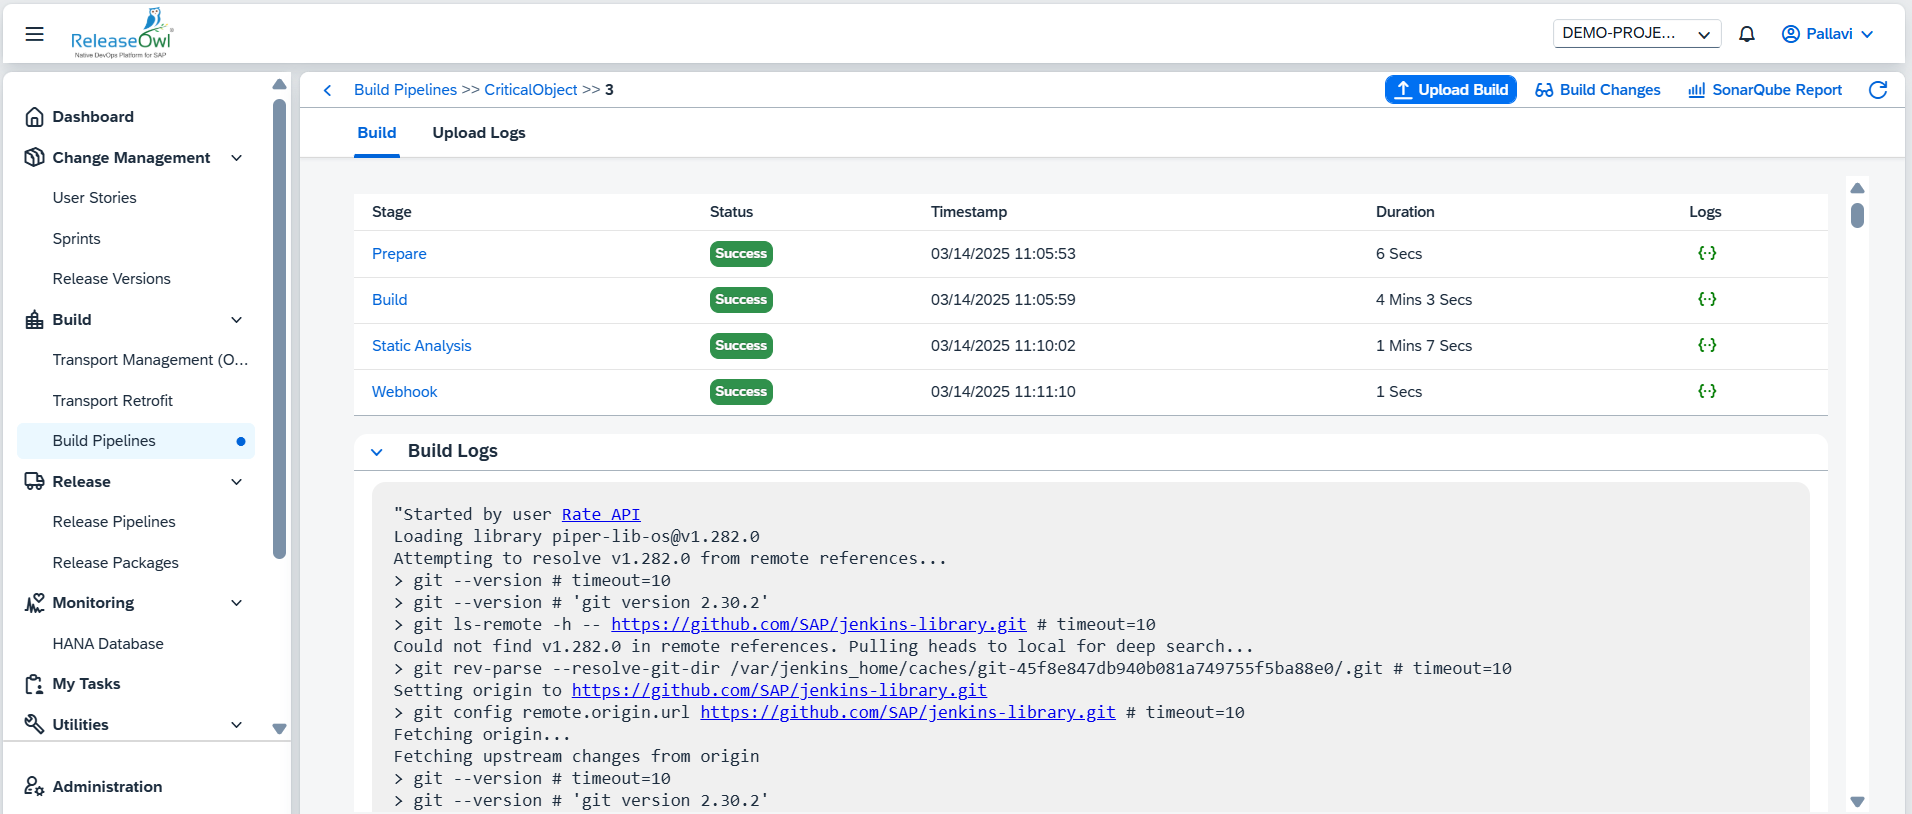 ReleaseOwl
Native DevOps Platform for SAP
DEMO-PROJE...
Pallavi
Dashboard
Change Management
User Stories
Sprints
Release Versions
Build
Transport Management (O...
Transport Retrofit
Build Pipelines
Release
Release Pipelines
Release Packages
Monitoring
HANA Database
My Tasks
Utilities
Administration
Build Pipelines >> CriticalObject >> 3
Upload Build
Build Changes
SonarQube Report
Build
Upload Logs
Stage Status Timestamp Duration Logs
Prepare Success 03/14/2025 11:05:53 6 Secs {··}
Build Success 03/14/2025 11:05:59 4 Mins 3 Secs {··}
Static Analysis Success 03/14/2025 11:10:02 1 Mins 7 Secs {··}
Webhook Success 03/14/2025 11:11:10 1 Secs {··}
Build Logs
"Started by user Rate API
Loading library piper-lib-os@v1.282.0
Attempting to resolve v1.282.0 from remote references...
> git --version # timeout=10
> git --version # 'git version 2.30.2'
> git ls-remote -h -- https://github.com/SAP/jenkins-library.git # timeout=10
Could not find v1.282.0 in remote references. Pulling heads to local for deep search...
> git rev-parse --resolve-git-dir /var/jenkins_home/caches/git-45f8e847db940b081a749755f5ba88e0/.git # timeout=10
Setting origin to https://github.com/SAP/jenkins-library.git
> git config remote.origin.url https://github.com/SAP/jenkins-library.git # timeout=10
Fetching origin...
Fetching upstream changes from origin
> git --version # timeout=10
> git --version # 'git version 2.30.2'